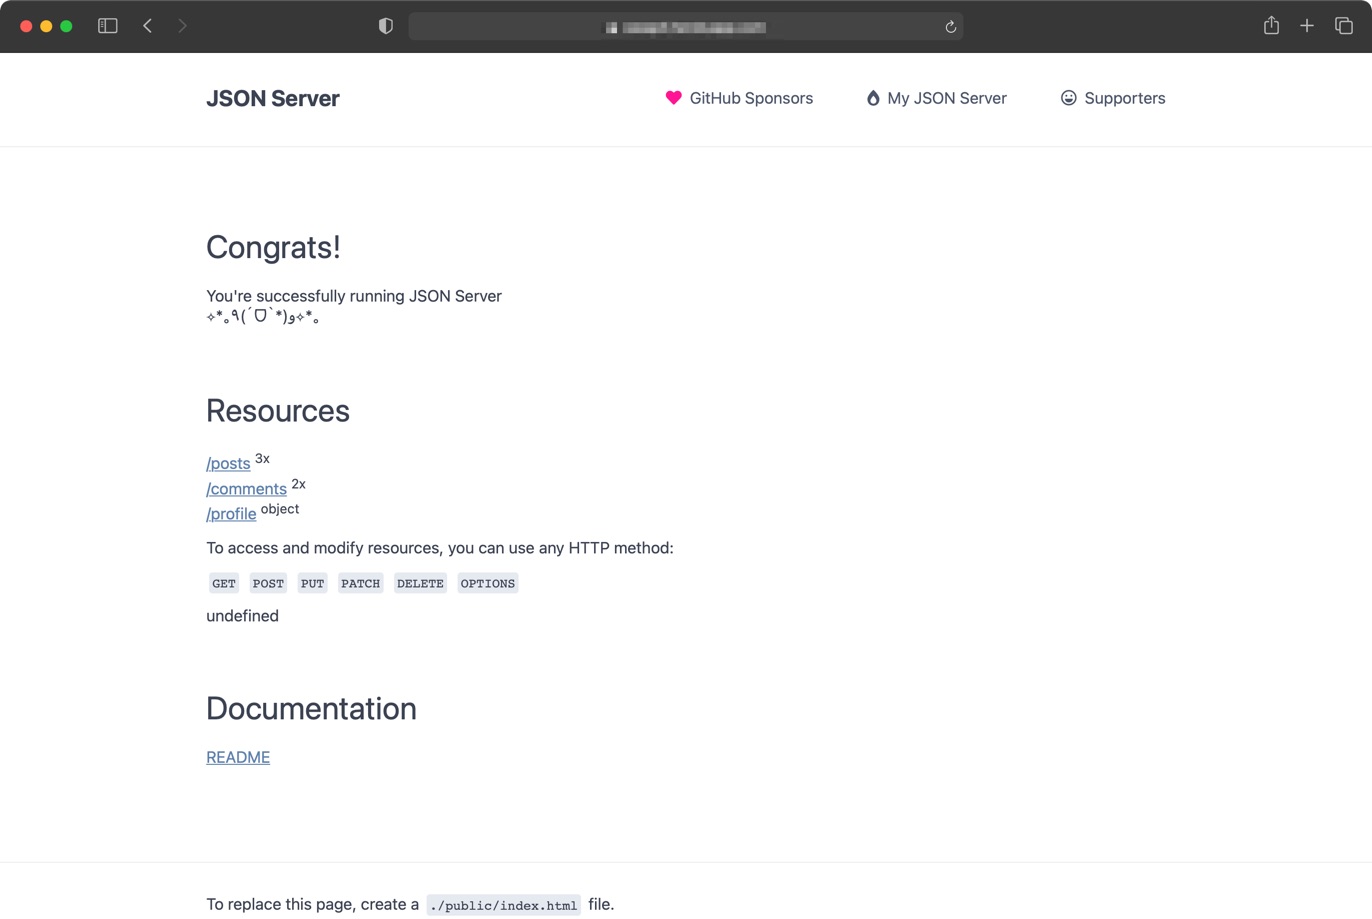 JSON Server
GitHub Sponsors
My JSON Server
Supporters
Congrats!
You're successfully running JSON Server
✧*｡٩(ˊᗜˋ*)و✧*｡
Resources
/posts 3x
/comments 2x
/profile object
To access and modify resources, you can use any HTTP method:
GET POST PUT PATCH DELETE OPTIONS
undefined
Documentation
README
To replace this page, create a ./public/index.html file.